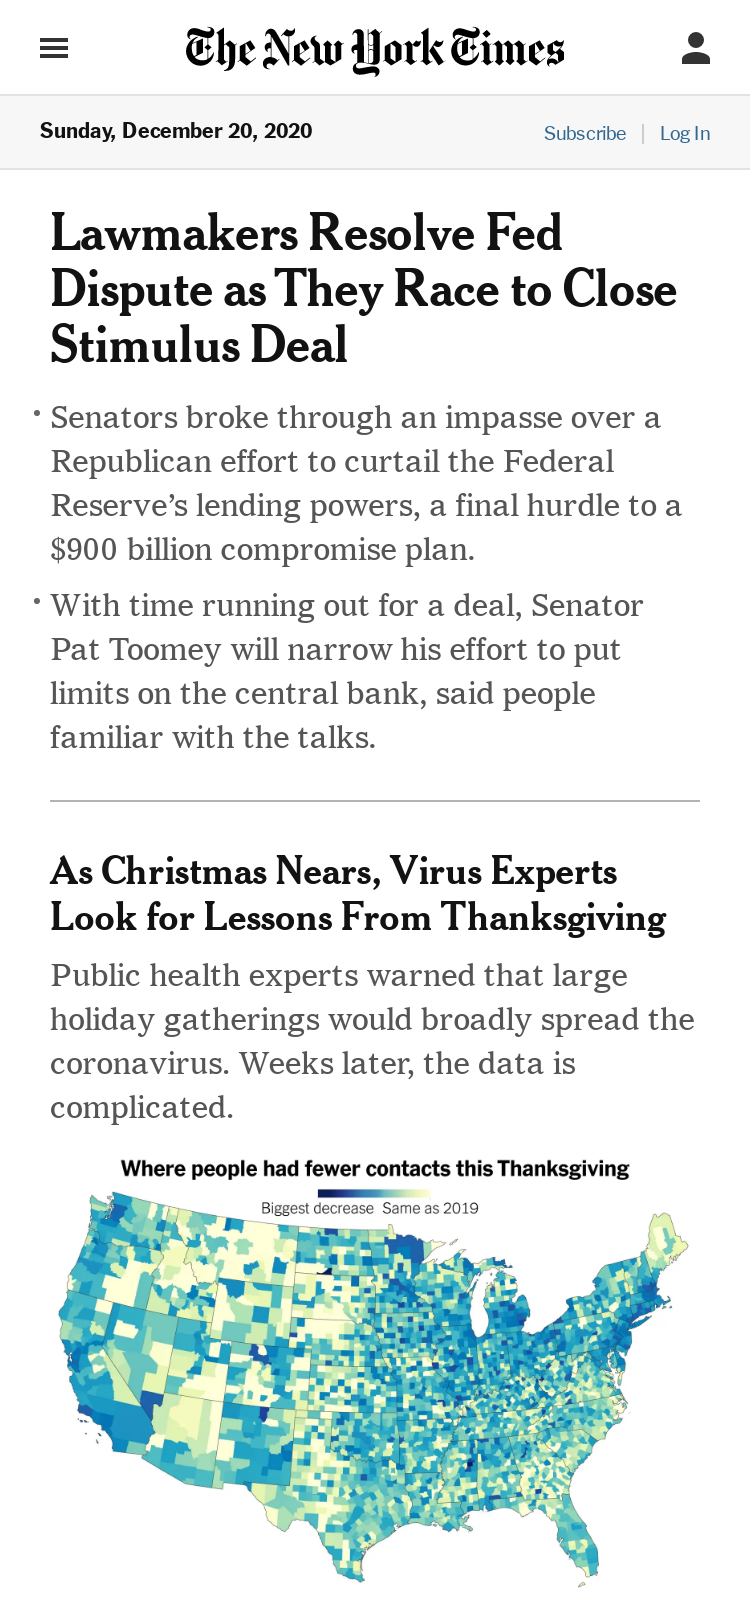 The New York Times
Sunday, December 20, 2020
Subscribe | Log In
Lawmakers Resolve Fed
Dispute as They Race to Close
Stimulus Deal
• Senators broke through an impasse over a
Republican effort to curtail the Federal
Reserve’s lending powers, a final hurdle to a
$900 billion compromise plan.
• With time running out for a deal, Senator
Pat Toomey will narrow his effort to put
limits on the central bank, said people
familiar with the talks.
As Christmas Nears, Virus Experts
Look for Lessons From Thanksgiving
Public health experts warned that large
holiday gatherings would broadly spread the
coronavirus. Weeks later, the data is
complicated.
Where people had fewer contacts this Thanksgiving
Biggest decrease Same as 2019